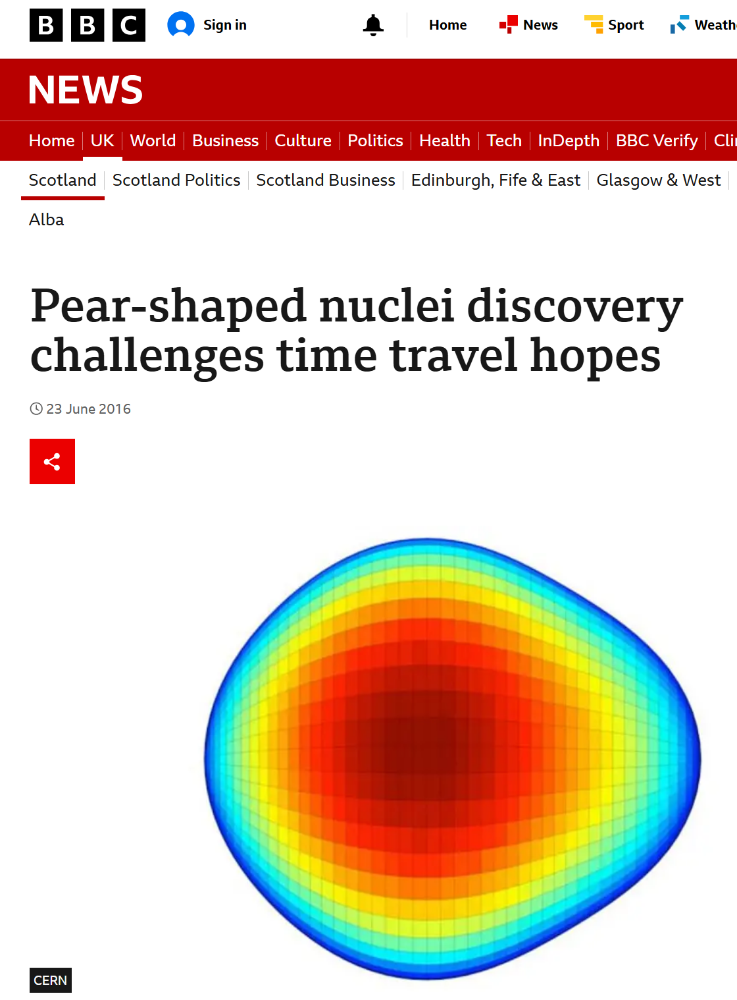 BBC Sign in Home News Sport Weath
NEWS
Home UK World Business Culture Politics Health Tech InDepth BBC Verify Cli
Scotland Scotland Politics Scotland Business Edinburgh, Fife & East Glasgow & West
Alba
Pear-shaped nuclei discovery
challenges time travel hopes
23 June 2016
CERN